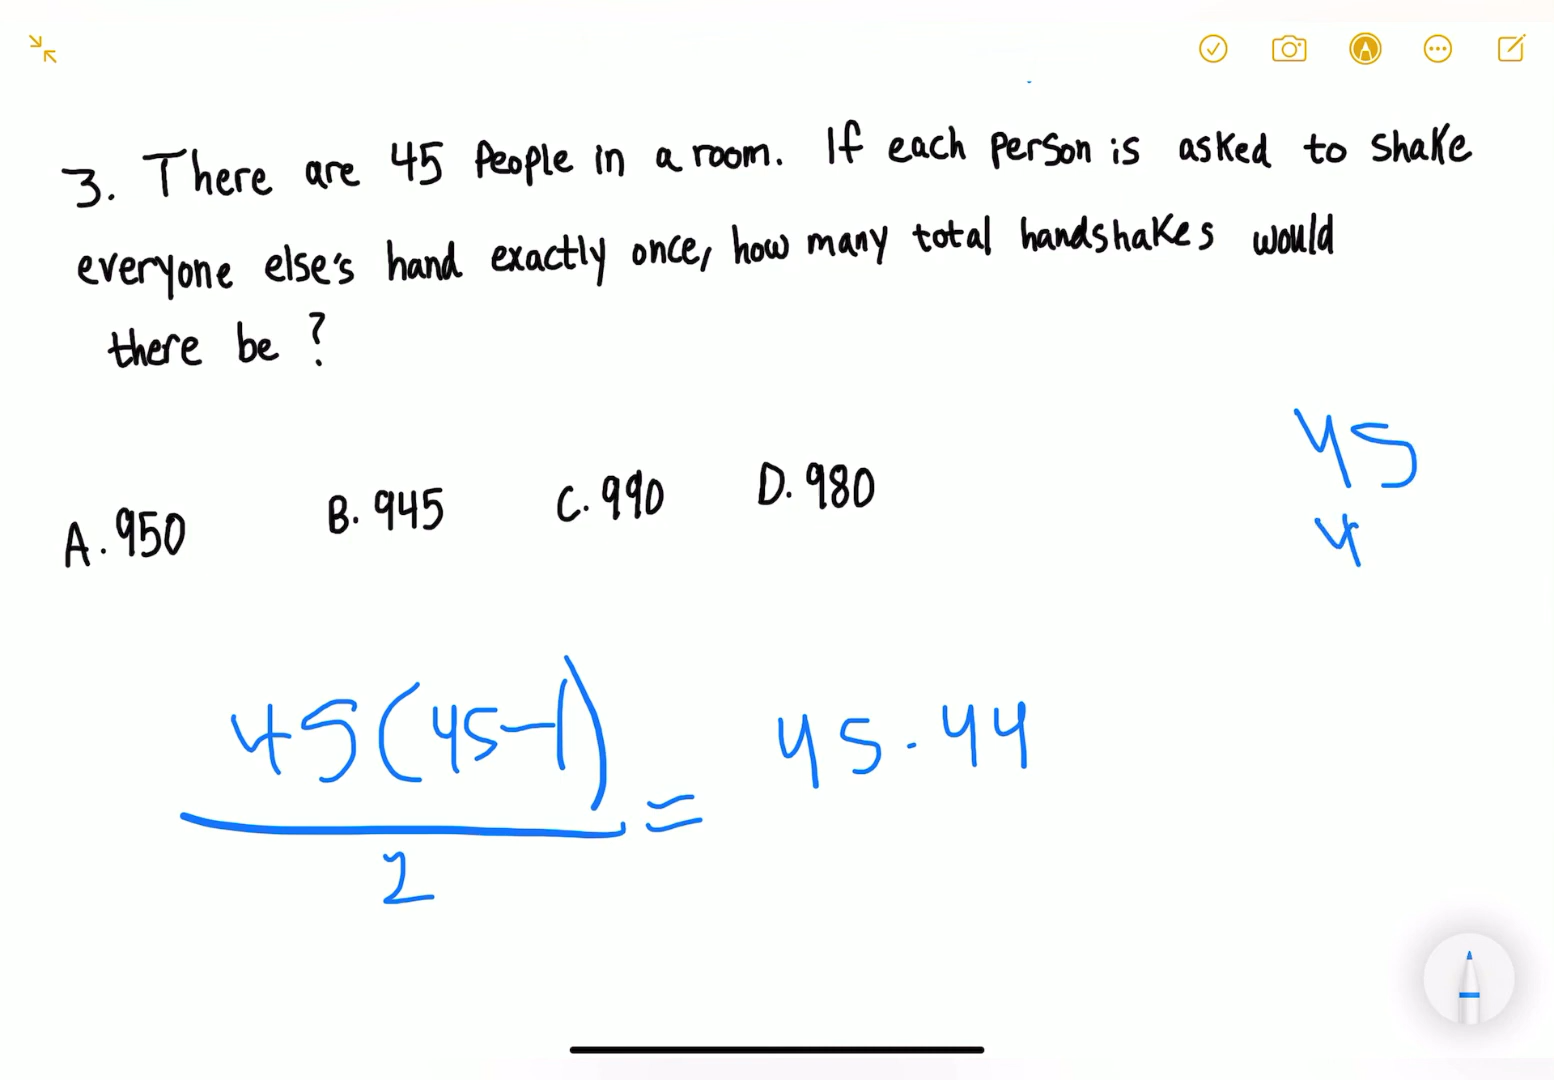 3. There are 45 People in a room. If each person is asked to shake
everyone else's hand exactly once, how many total handshakes would
there be ?
45
4
A. 950 B. 945 C. 990 D. 980
45(45-1)
2
= 45.44